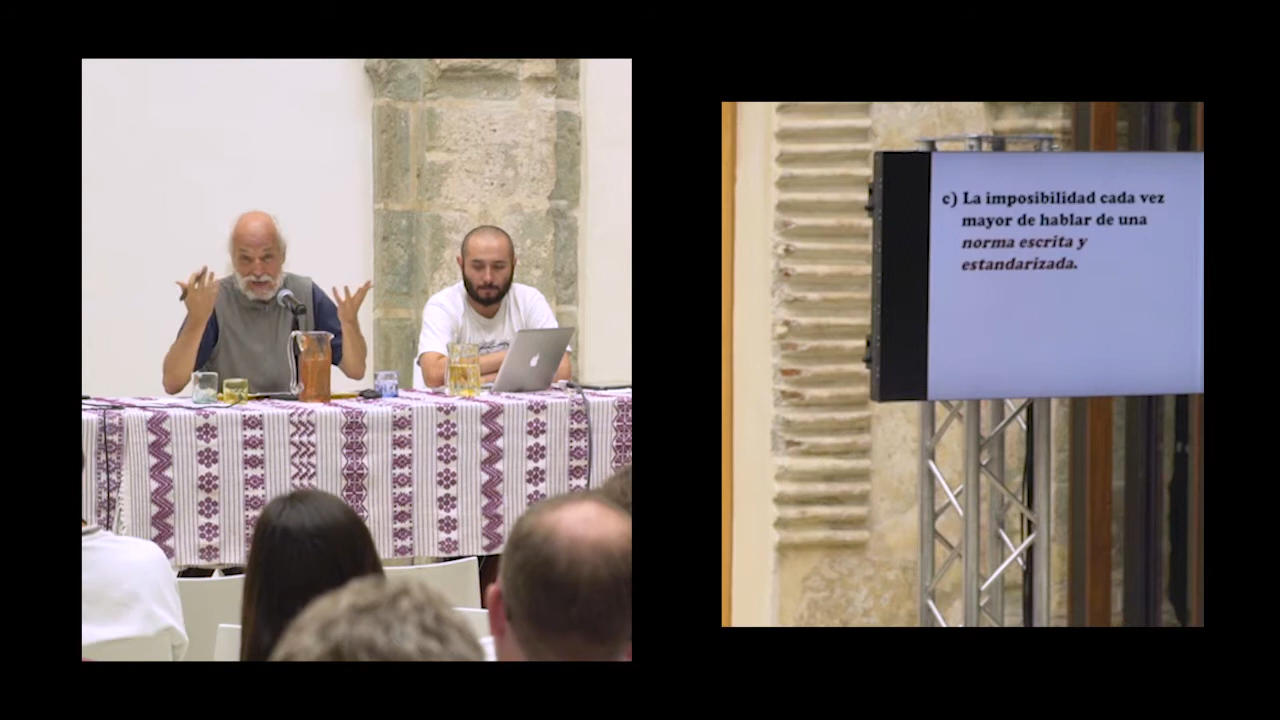 c) La imposibilidad cada vez
mayor de hablar de una
norma escrita y
estandarizada.